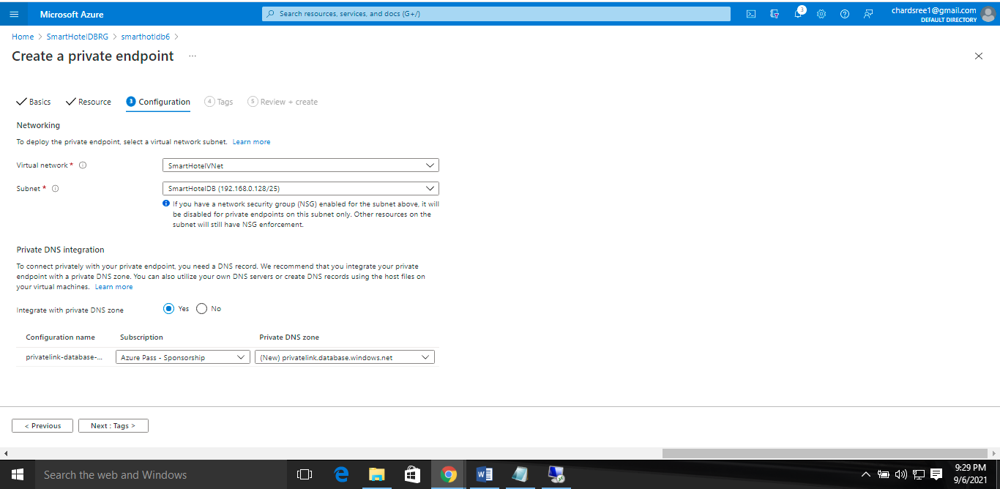 Microsoft Azure
Search resources, services, and docs (G+/)
3
chardsree1@gmail.com
DEFAULT DIRECTORY
Home > SmartHotelDBRG > smarthotldb6 >
Create a private endpoint ...
Basics Resource 3 Configuration 4 Tags 5 Review + create
Networking
To deploy the private endpoint, select a virtual network subnet. Learn more
Virtual network * SmartHotelVNet
Subnet * SmartHotelDB (192.168.0.128/25)
If you have a network security group (NSG) enabled for the subnet above, it will
be disabled for private endpoints on this subnet only. Other resources on the
subnet will still have NSG enforcement.
Private DNS integration
To connect privately with your private endpoint, you need a DNS record. We recommend that you integrate your private
endpoint with a private DNS zone. You can also utilize your own DNS servers or create DNS records using the host files on
your virtual machines. Learn more
Integrate with private DNS zone Yes No
Configuration name Subscription Private DNS zone
privatelink-database-... Azure Pass - Sponsorship (New) privatelink.database.windows.net
< Previous Next : Tags >
Search the web and Windows
9:29 PM
9/6/2021